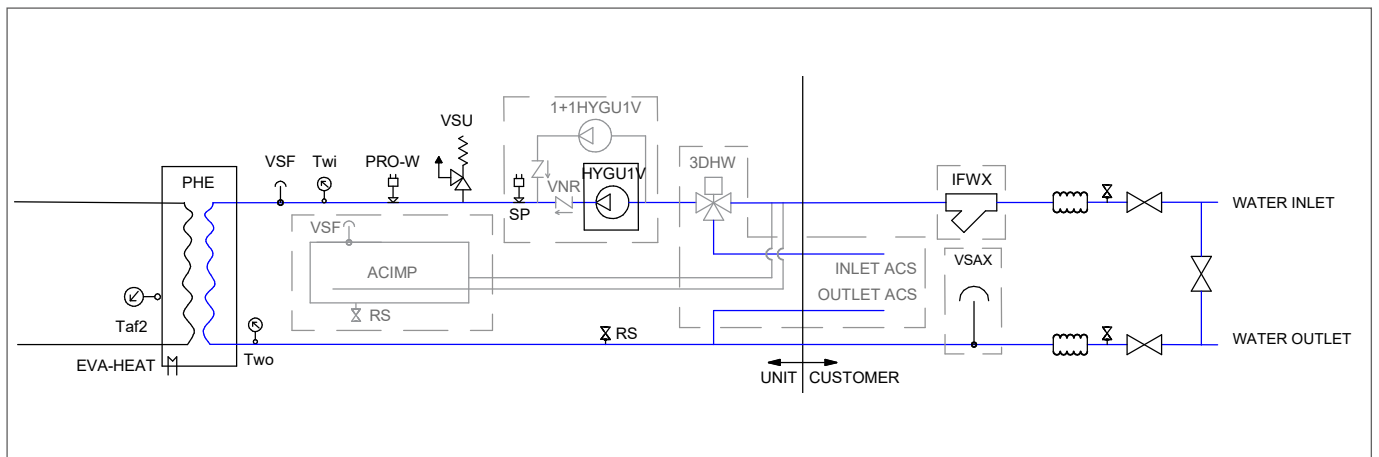 1+1HYGU1V
VSU
3DHW
VSF
Twi
PRO-W
HYGU1V
IFWX
PHE
VNR
WATER INLET
SP
VSF
ACIMP
INLET ACS
VSAX
OUTLET ACS
Taf2
RS
RS
WATER OUTLET
Two
EVA-HEAT
UNIT
CUSTOMER